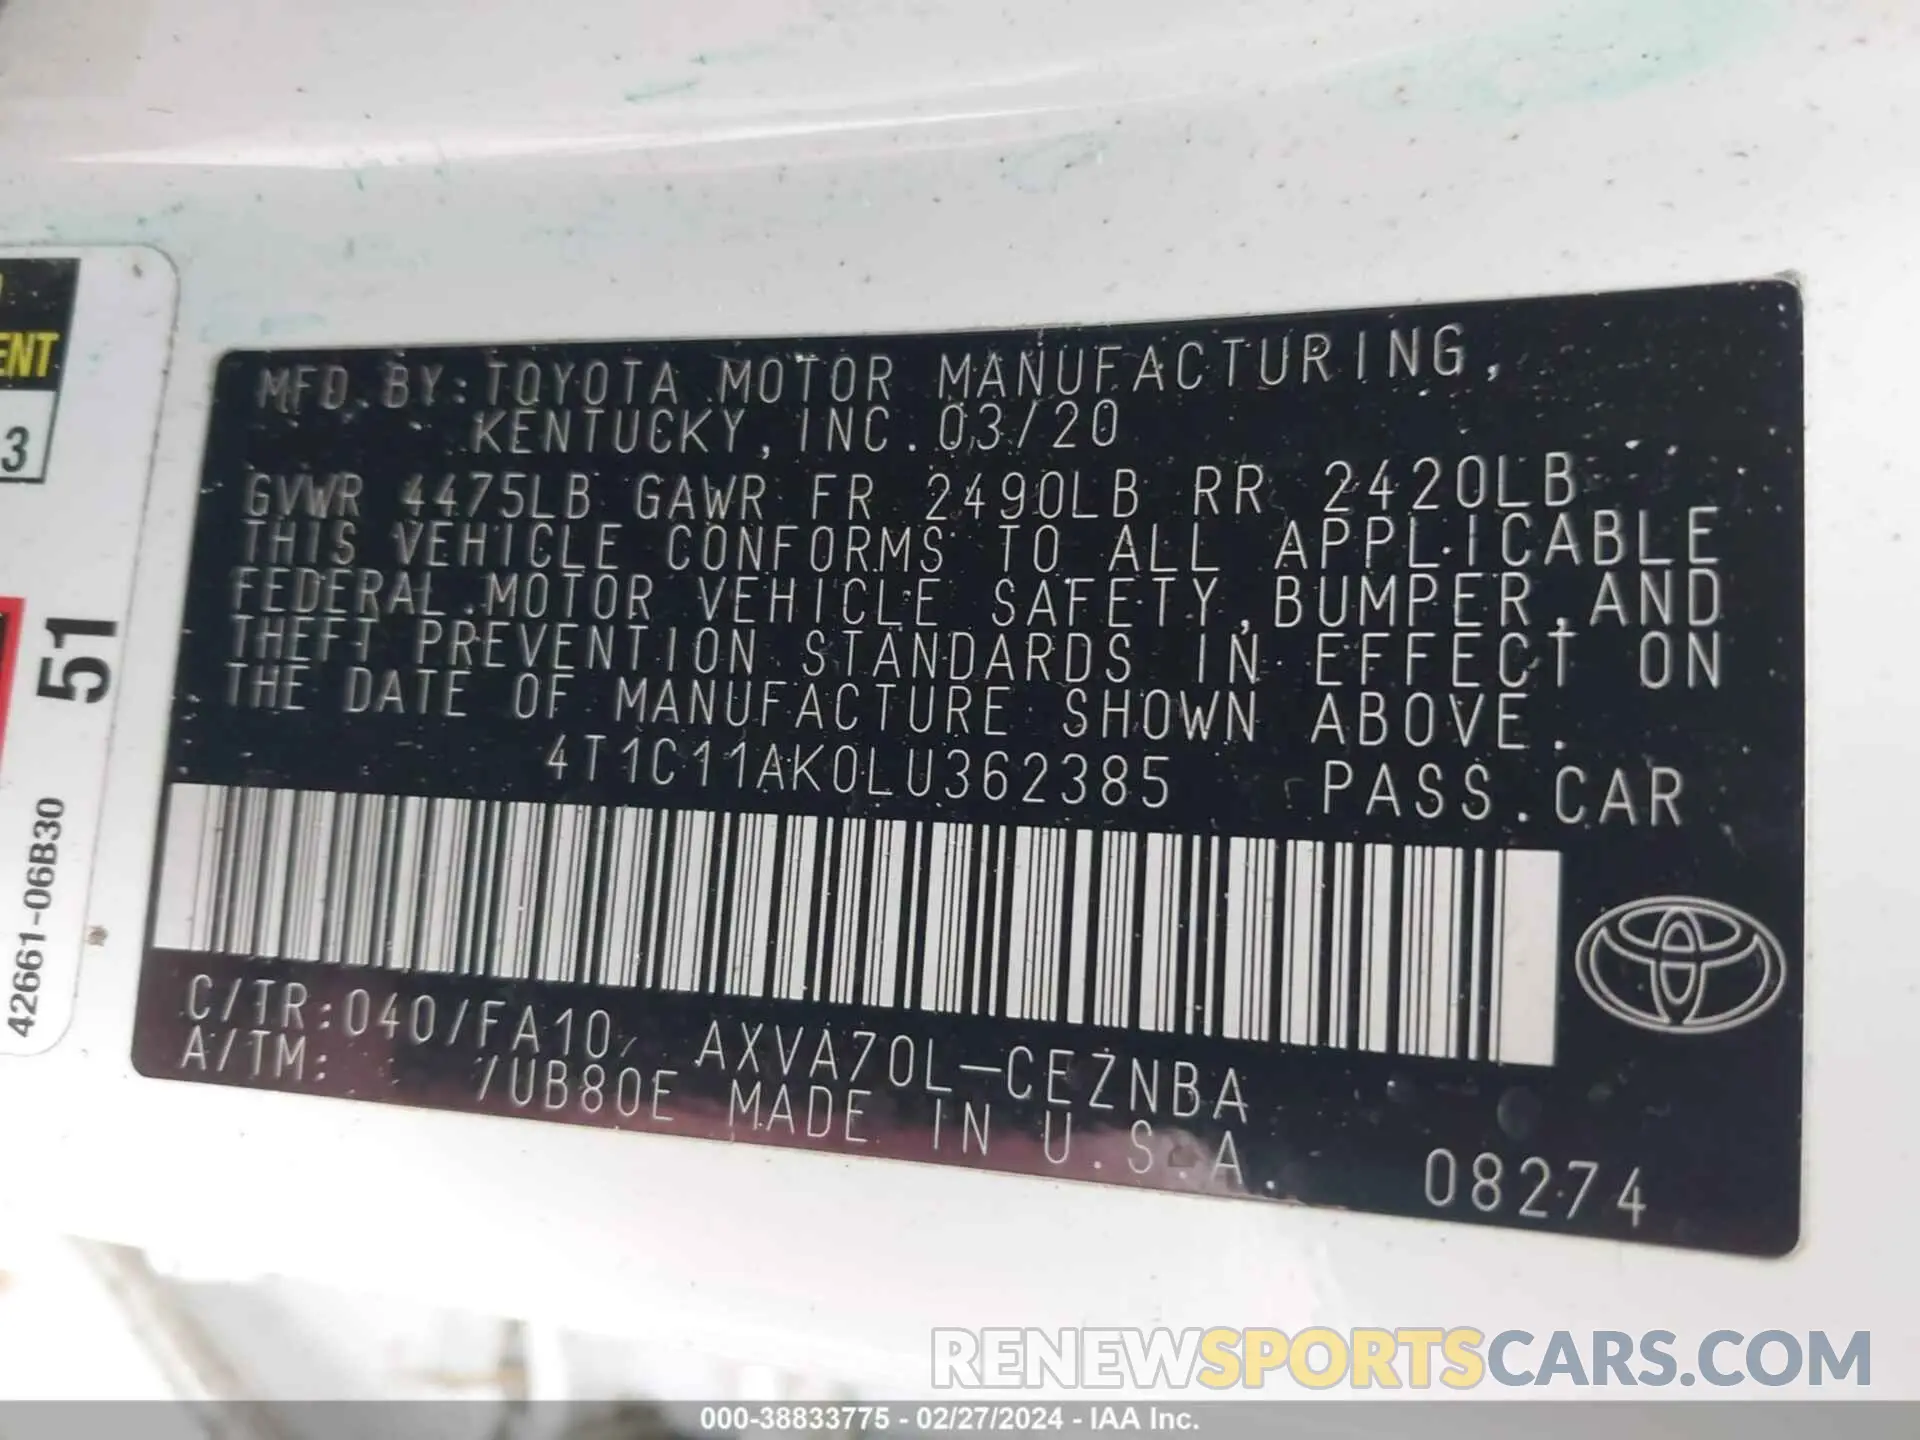 ENT
3
51
42661-06B30
MFD. BY: TOYOTA MOTOR MANUFACTURING,
KENTUCKY, INC. 03/20
GVWR 4475LB GAWR FR 2490LB RR 2420LB
THIS VEHICLE CONFORMS TO ALL APPLICABLE
FEDERAL MOTOR VEHICLE SAFETY, BUMPER, AND
THEFT PREVENTION STANDARDS IN EFFECT ON
THE DATE OF MANUFACTURE SHOWN ABOVE.
4T1C11AK0LU362385 PASS.CAR
C/TR:040/FA10, AXVA70L-CEZNBA
A/TM: /UB80E MADE IN U.S.A.
08274
RENEWSPORTSCARS.COM
000-38833775 - 02/27/2024 - IAA Inc.